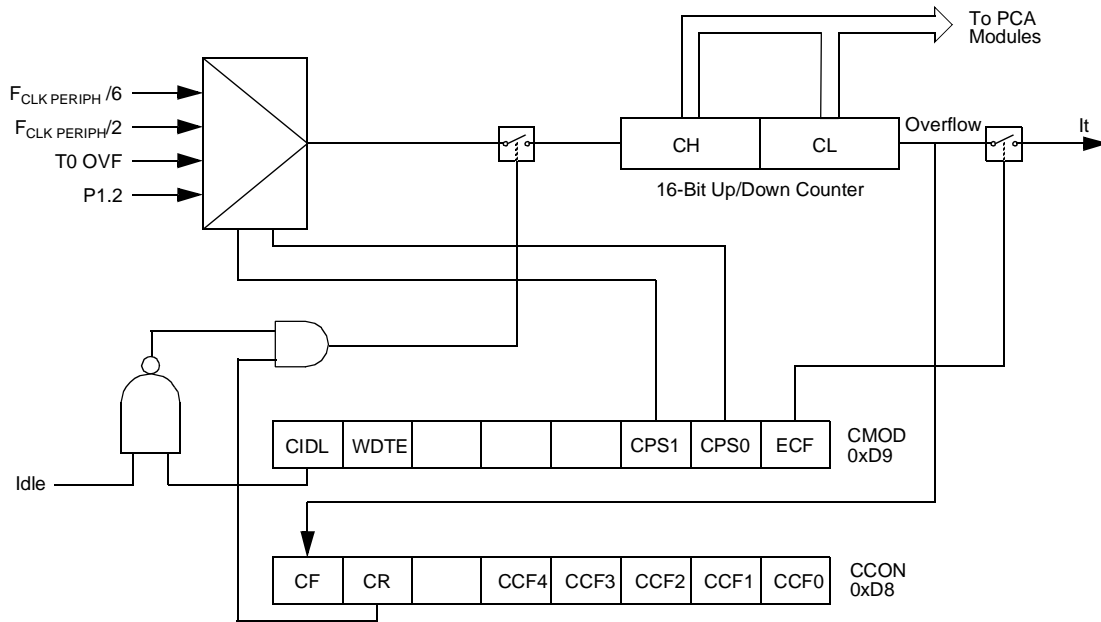 To PCA
Modules
FCLK PERIPH /6
FCLK PERIPH/2
T0 OVF
P1.2
CH
CL
Overflow
It
16-Bit Up/Down Counter
CIDL
WDTE
CPS1
CPS0
ECF
CMOD
0xD9
Idle
CF
CR
CCF4
CCF3
CCF2
CCF1
CCF0
CCON
0xD8